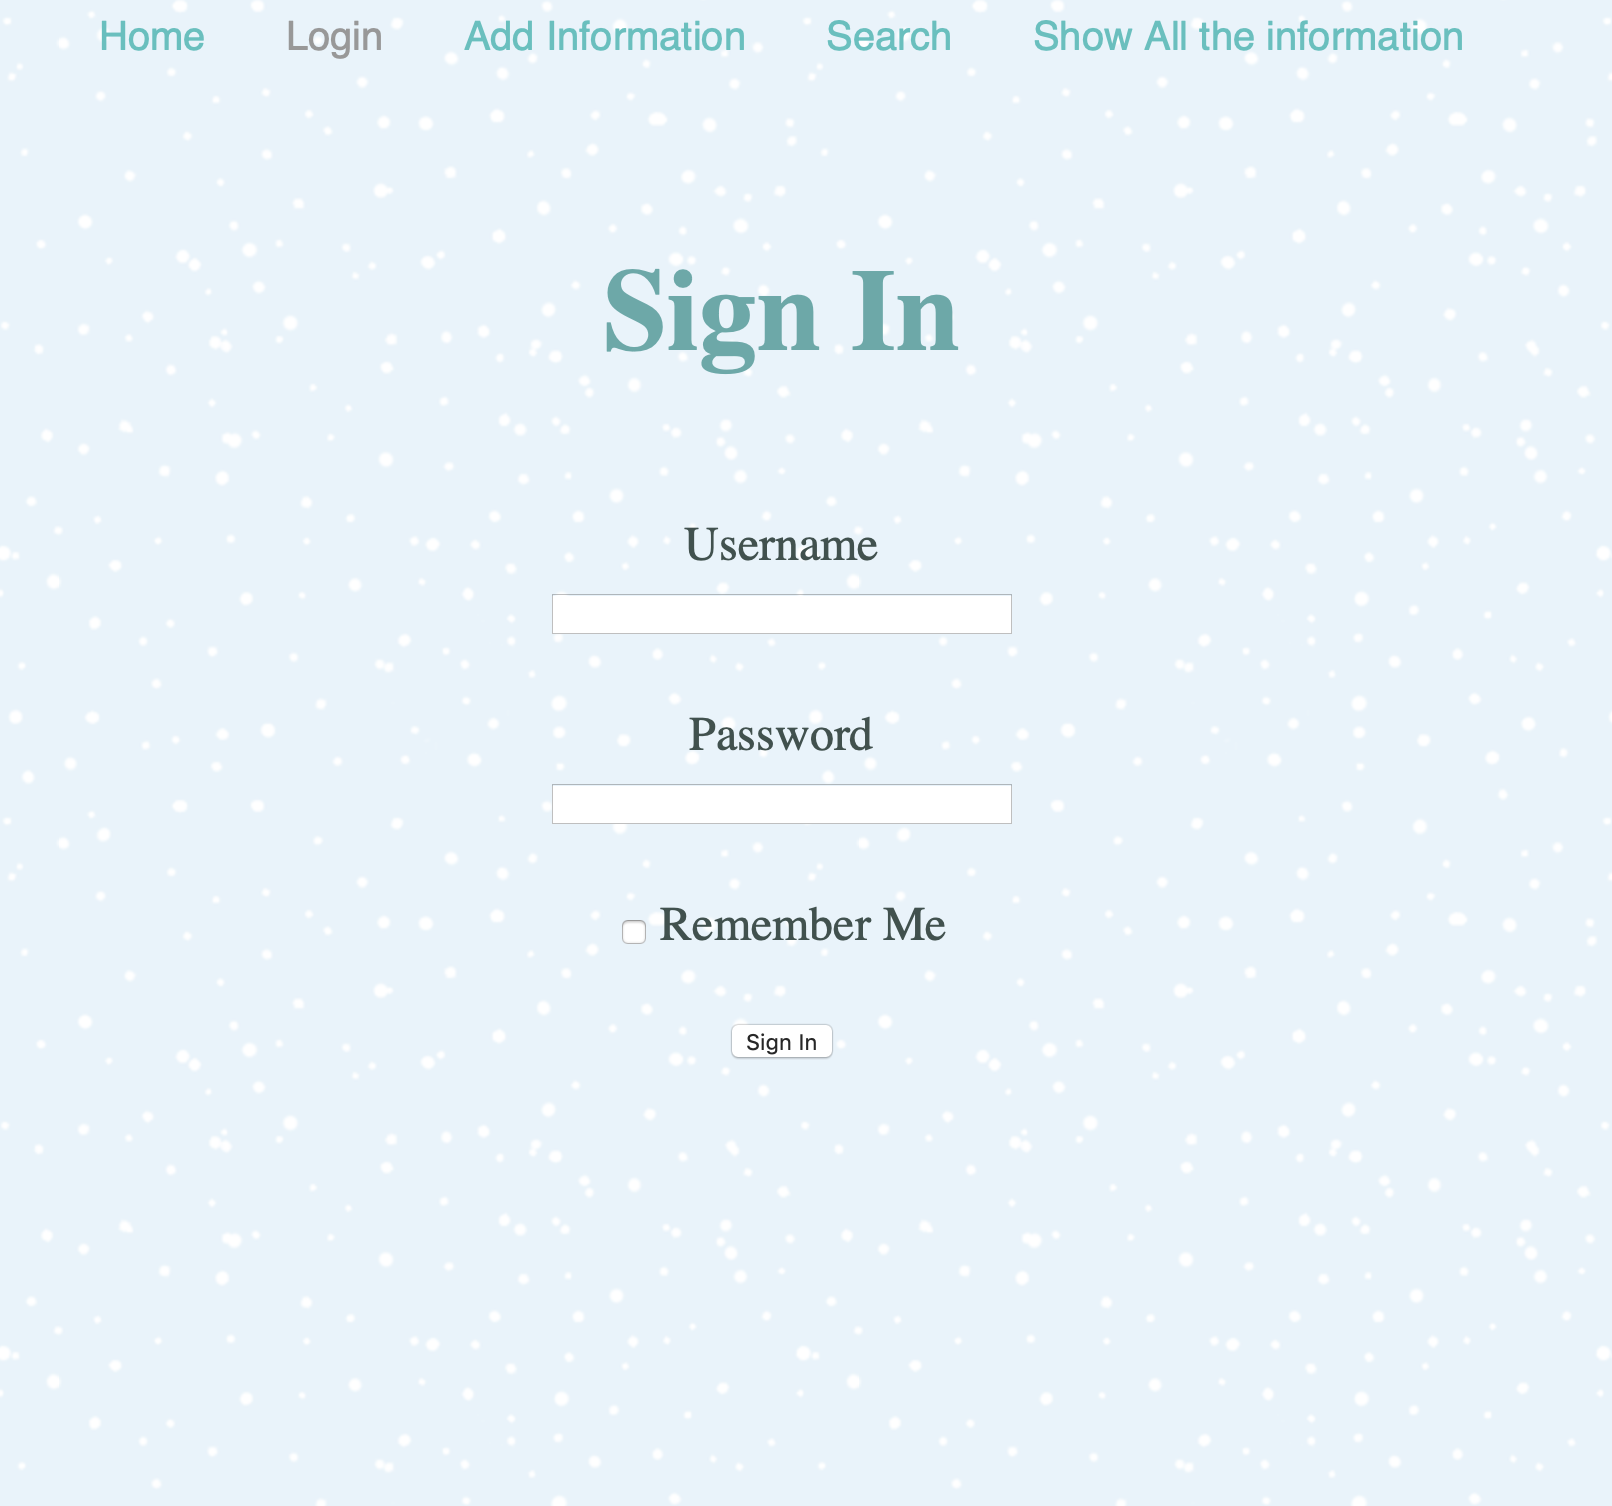 Home Login Add Information Search Show All the information
Sign In
Username
Password
Remember Me
Sign In